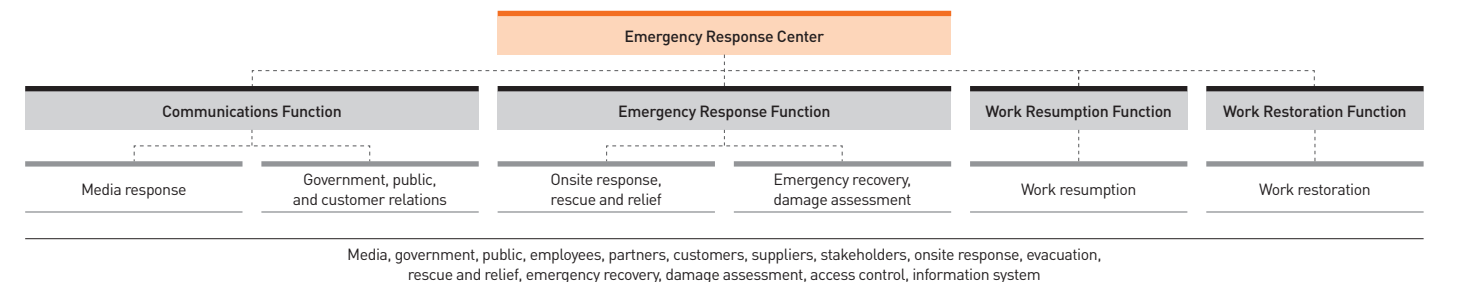 Emergency Response Center
Communications Function
Emergency Response Function
Work Resumption Function
Work Restoration Function
Media response
Government, public,
and customer relations
Onsite response,
rescue and relief
Emergency recovery,
damage assessment
Work resumption
Work restoration
Media, government, public, employees, partners, customers, suppliers, stakeholders, onsite response, evacuation,
rescue and relief, emergency recovery, damage assessment, access control, information system